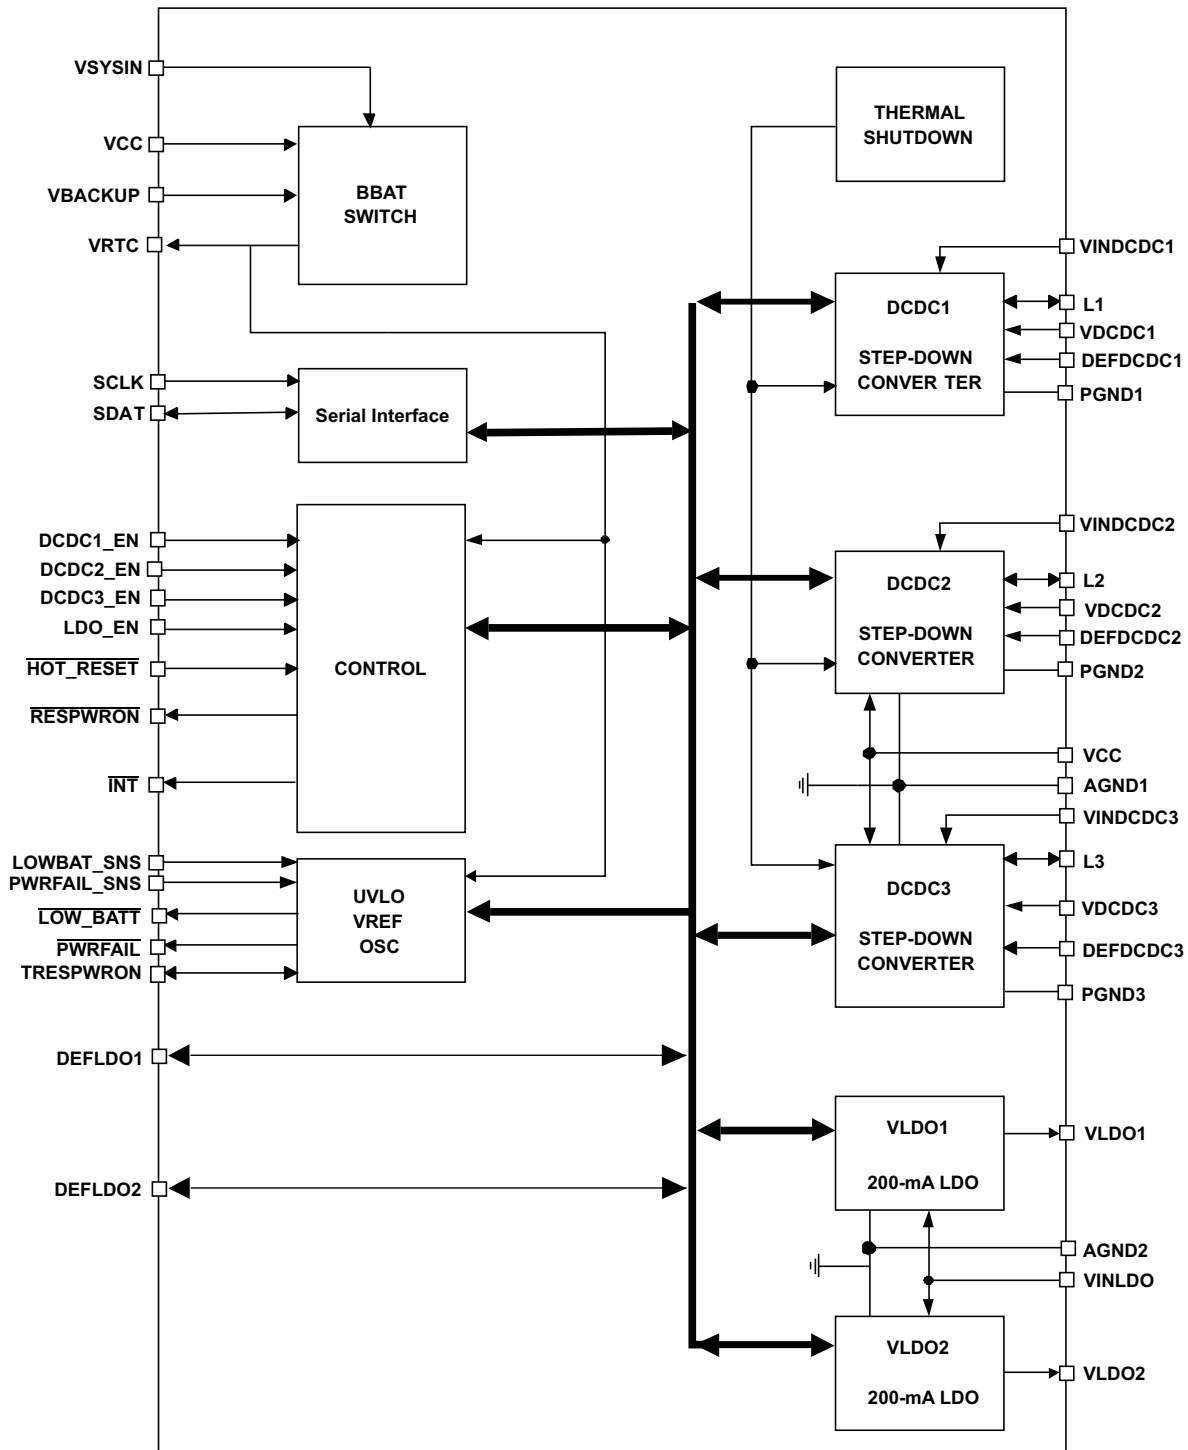 VSYSIN
VCC
VBACKUP
VRTC
BBAT
SWITCH
THERMAL
SHUTDOWN
VINDCDC1
DCDC1
STEP-DOWN
CONVER TER
L1
VDCDC1
DEFDCDC1
PGND1
SCLK
SDAT
Serial Interface
DCDC1_EN
DCDC2_EN
DCDC3_EN
LDO_EN
HOT_RESET
RESPWRON
INT
CONTROL
VINDCDC2
DCDC2
STEP-DOWN
CONVERTER
L2
VDCDC2
DEFDCDC2
PGND2
VCC
AGND1
VINDCDC3
LOWBAT_SNS
PWRFAIL_SNS
LOW_BATT
PWRFAIL
TRESPWRON
UVLO
VREF
OSC
DCDC3
STEP-DOWN
CONVERTER
L3
VDCDC3
DEFDCDC3
PGND3
DEFLDO1
DEFLDO2
VLDO1
200-mA LDO
VLDO1
AGND2
VINLDO
VLDO2
200-mA LDO
VLDO2